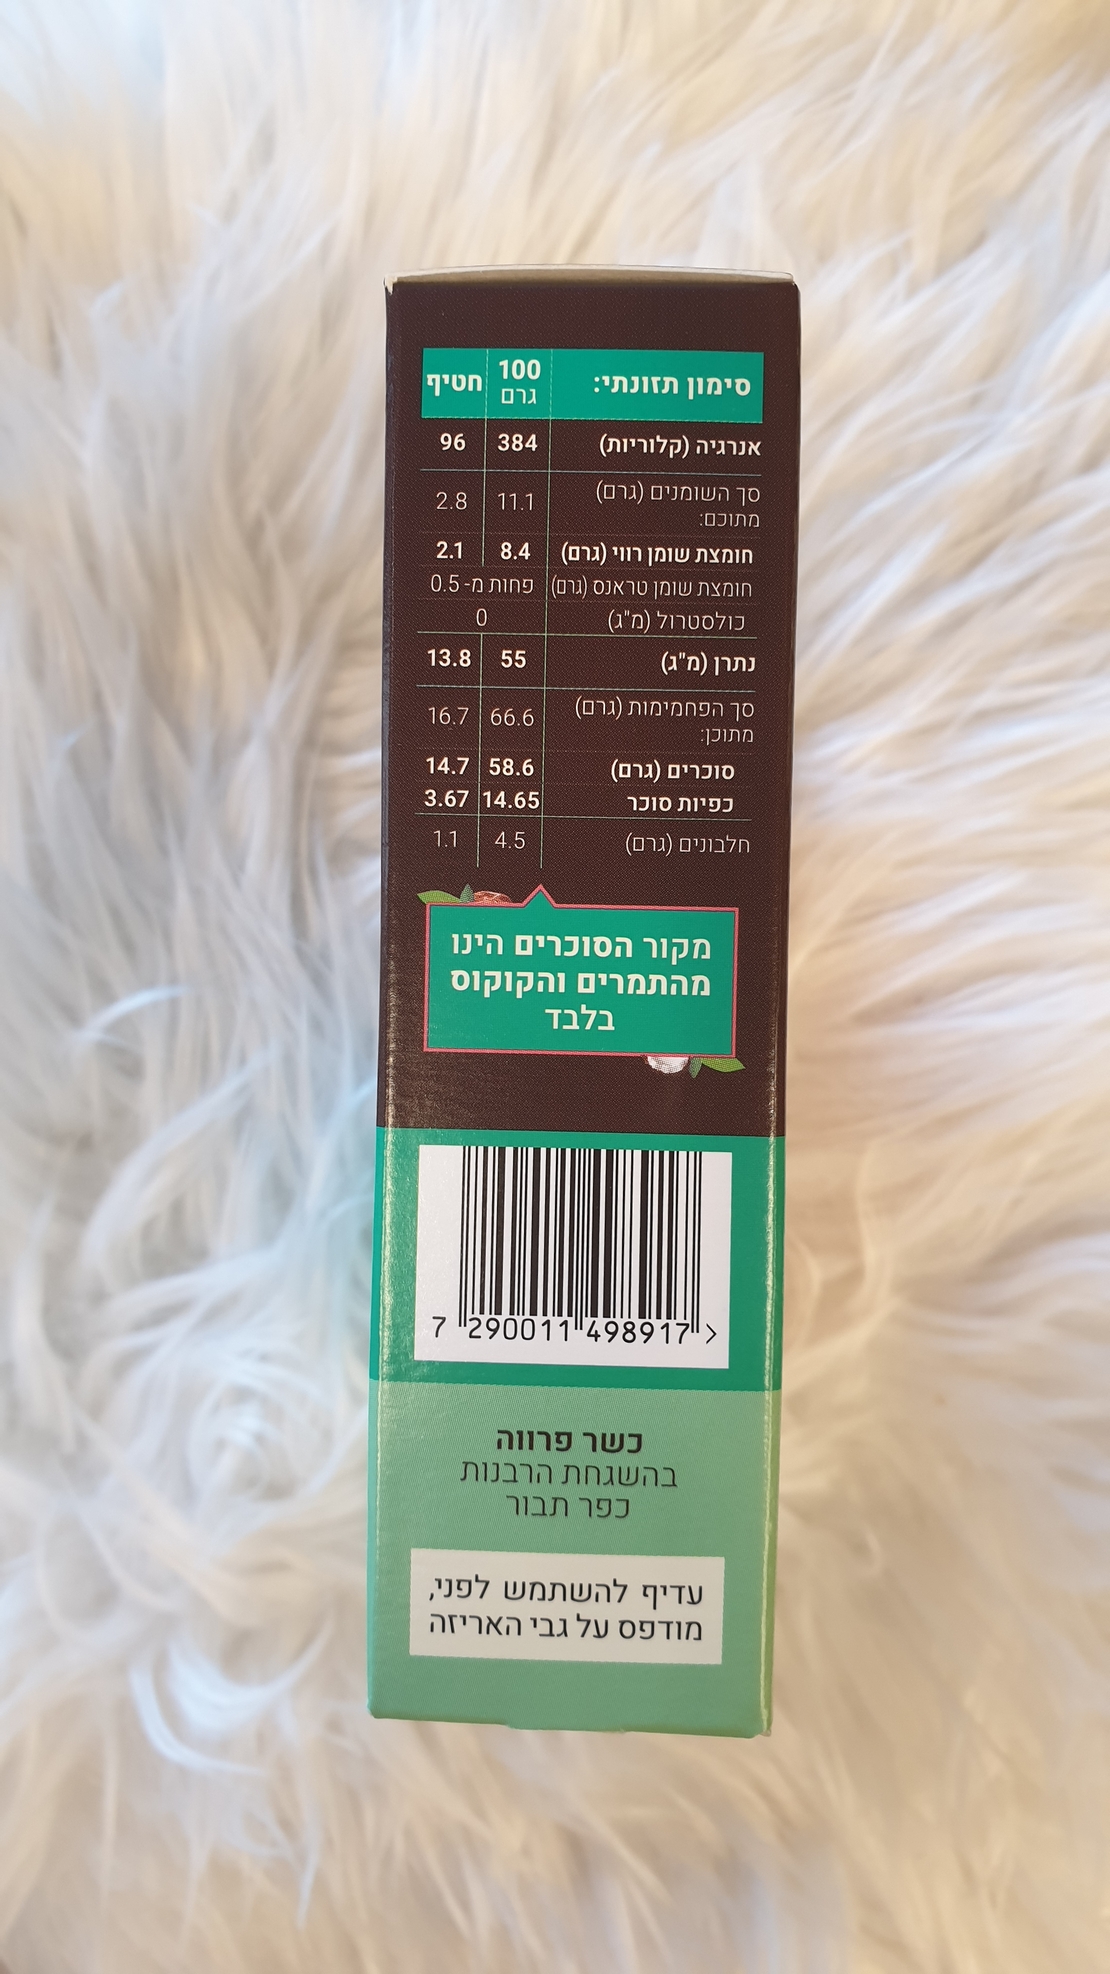 סימון תזונתי: 100 גרם חטיף
אנרגיה (קלוריות) 384 96
סך השומנים (גרם) מתוכם: 11.1 2.8
חומצת שומן רווי (גרם) 8.4 2.1
חומצת שומן טראנס (גרם) פחות מ- 0.5
כולסטרול (מ"ג) 0
נתרן (מ"ג) 55 13.8
סך הפחמימות (גרם) מתוכן: 66.6 16.7
סוכרים (גרם) 58.6 14.7
כפיות סוכר 14.65 3.67
חלבונים (גרם) 4.5 1.1
מקור הסוכרים הינו
מהתמרים והקוקוס
בלבד
7 290011 498917 >
כשר פרווה
בהשגחת הרבנות
כפר תבור
עדיף להשתמש לפני,
מודפס על גבי האריזה